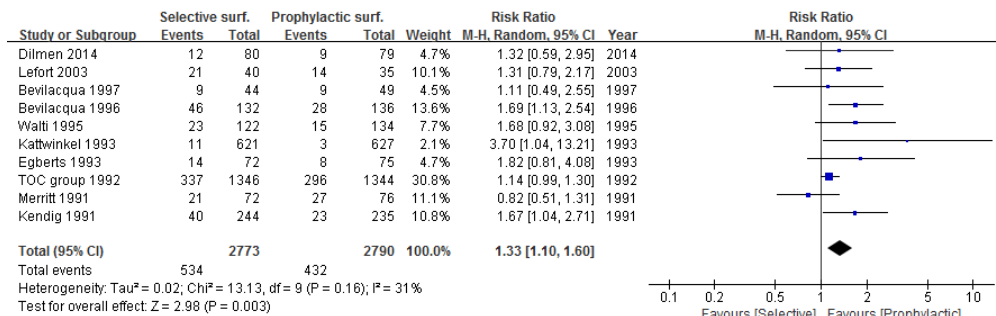 Selective surf. Prophylactic surf. Risk Ratio Risk Ratio
Study or Subgroup Events Total Events Total Weight M-H, Random, 95% CI Year M-H, Random, 95% CI
Dilmen 2014 12 80 9 79 4.7% 1.32 [0.59, 2.95] 2014
Lefort 2003 21 40 14 35 10.1% 1.31 [0.79, 2.17] 2003
Bevilacqua 1997 9 44 9 49 4.5% 1.11 [0.49, 2.55] 1997
Bevilacqua 1996 46 132 28 136 13.6% 1.69 [1.13, 2.54] 1996
Walti 1995 23 122 15 134 7.7% 1.68 [0.92, 3.08] 1995
Kattwinkel 1993 11 621 3 627 2.0% 3.70 [1.04, 13.21] 1993
Egberts 1993 14 72 8 75 4.7% 1.82 [0.81, 4.08] 1993
TOC group 1992 337 1346 296 1344 30.8% 1.14 [0.99, 1.30] 1992
Merritt 1991 21 72 27 76 11.1% 0.82 [0.51, 1.31] 1991
Kendig 1991 40 244 23 235 10.8% 1.67 [1.04, 2.71] 1991
Total (95% CI) 2773 2790 100.0% 1.33 [1.10, 1.60]
Total events 534 432
Heterogeneity: Tau² = 0.02; Chi² = 13.13, df = 9 (P = 0.16); I² = 31%
Test for overall effect: Z = 2.98 (P = 0.003)
0.1 0.2 0.5 1 2 5 10
Favours [Selective] Favours [Prophylactic]